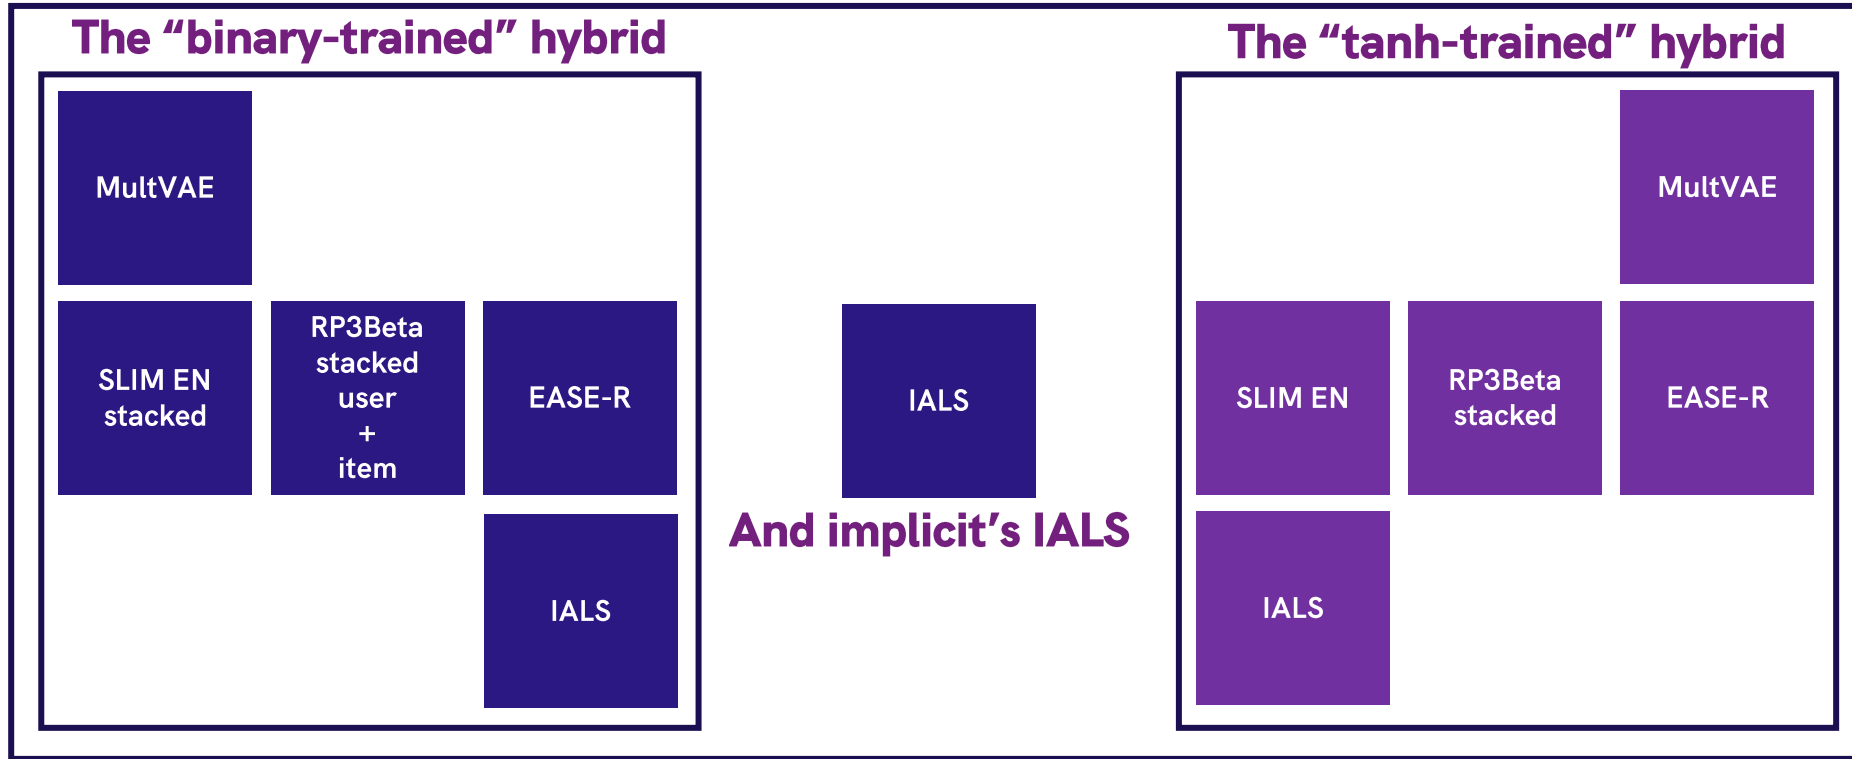 The “binary-trained” hybrid
MultVAE
SLIM EN
stacked
RP3Beta
stacked
user
+
item
EASE-R
IALS
IALS
And implicit’s IALS
The “tanh-trained” hybrid
MultVAE
SLIM EN
RP3Beta
stacked
EASE-R
IALS